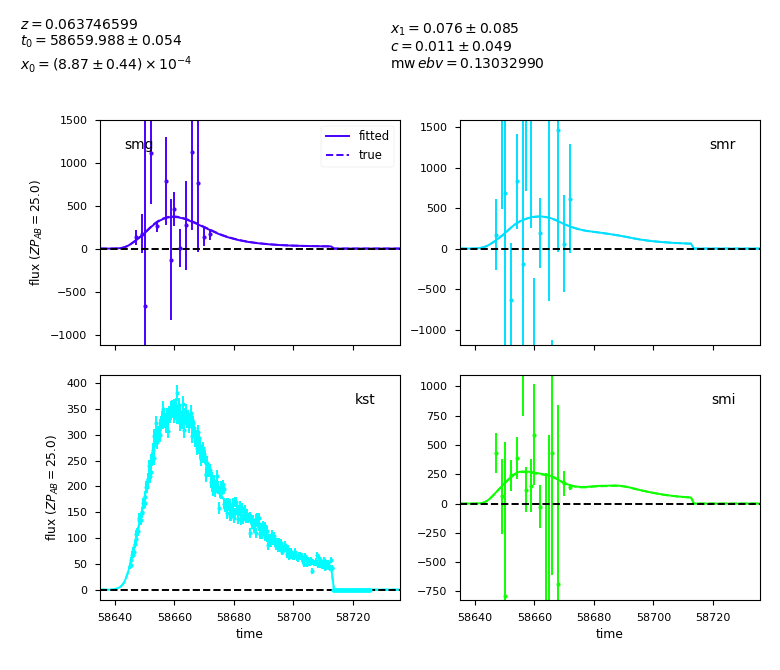 z = 0.063746599
t₀ = 58659.988 ± 0.054
x₀ = (8.87 ± 0.44) × 10⁻⁴
x₁ = 0.076 ± 0.085
c = 0.011 ± 0.049
mwebv = 0.13032990
smg
fitted
true
1500
1000
500
0
−500
−1000
flux (ZP_AB = 25.0)
smr
1500
1000
500
0
−500
−1000
kst
400
350
300
250
200
150
100
50
0
flux (ZP_AB = 25.0)
58640 58660 58680 58700 58720
time
smi
1000
750
500
250
0
−250
−500
−750
58640 58660 58680 58700 58720
time